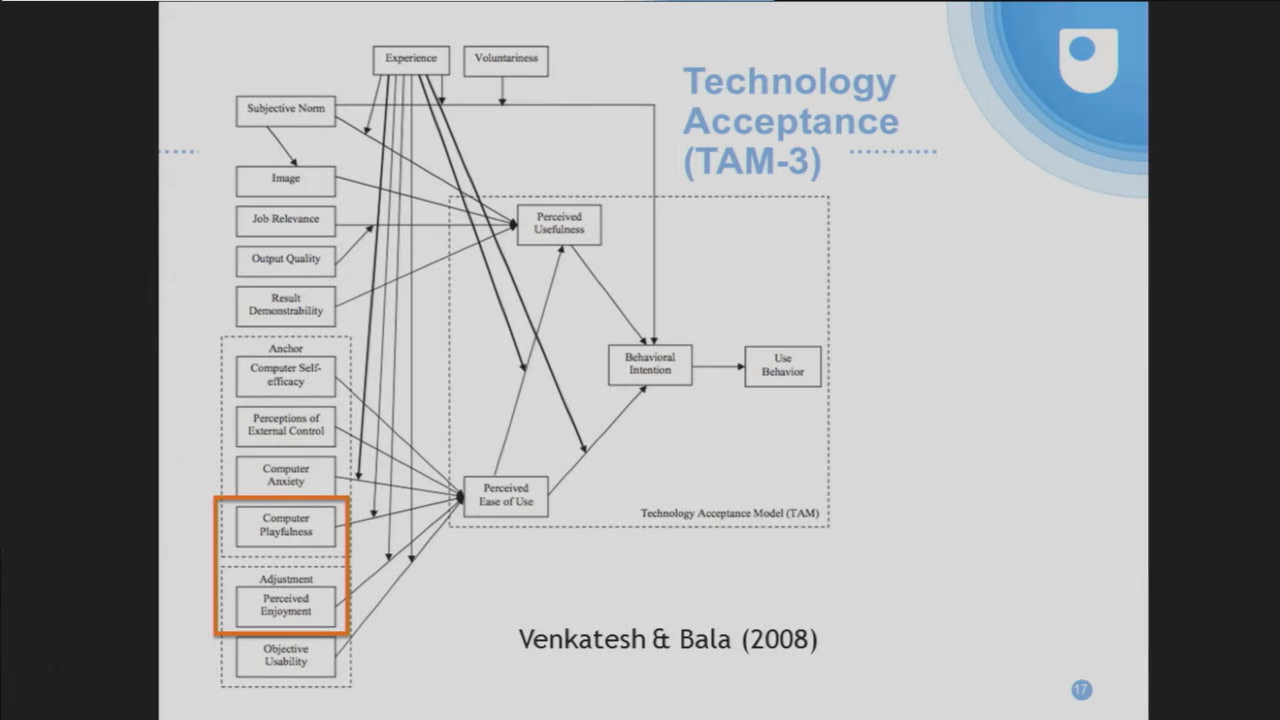 Experience
Voluntariness
Technology
Acceptance
(TAM-3)
Subjective Norm
Image
Job Relevance
Output Quality
Result
Demonstrability
Perceived
Usefulness
Anchor
Computer Self-
efficacy
Perceptions of
External Control
Computer
Anxiety
Computer
Playfulness
Adjustment
Perceived
Enjoyment
Objective
Usability
Behavioral
Intention
Use
Behavior
Perceived
Ease of Use
Technology Acceptance Model (TAM)
Venkatesh & Bala (2008)
17